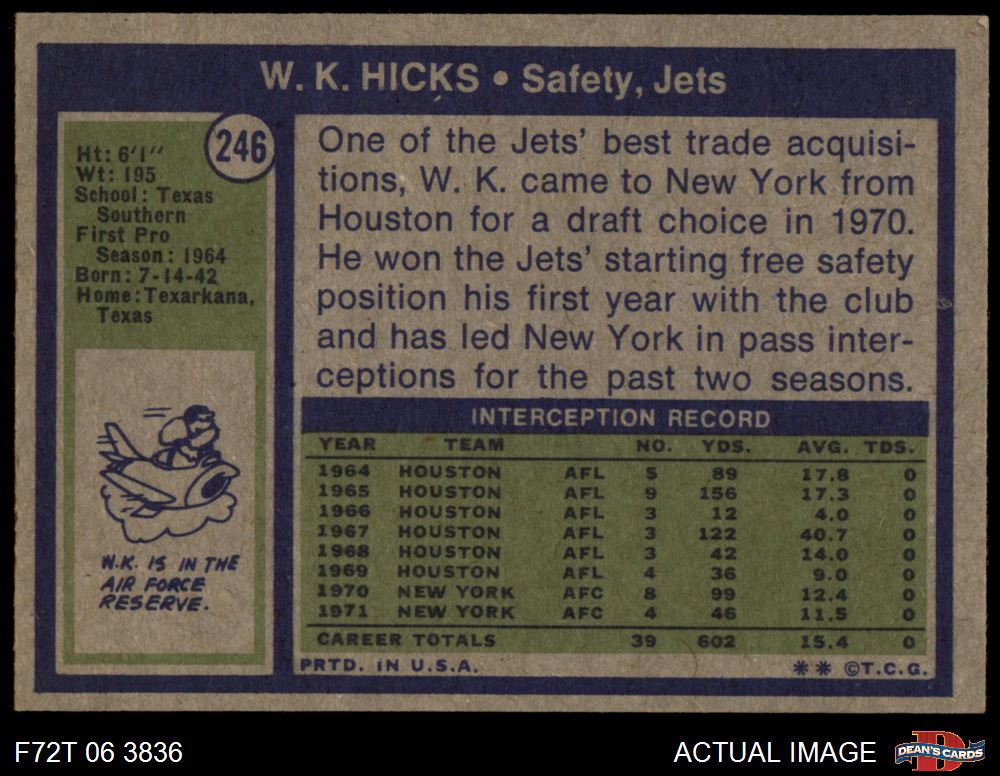 W. K. HICKS • Safety, Jets
246
Ht: 6'1"
Wt: 195
School: Texas
Southern
First Pro
Season: 1964
Born: 7-14-42
Home: Texarkana,
Texas
W.K. IS IN THE
AIR FORCE
RESERVE.
One of the Jets' best trade acquisi-
tions, W. K. came to New York from
Houston for a draft choice in 1970.
He won the Jets' starting free safety
position his first year with the club
and has led New York in pass inter-
ceptions for the past two seasons.
INTERCEPTION RECORD
YEAR TEAM NO. YDS. AVG. TDS.
1964 HOUSTON AFL 5 89 17.8 0
1965 HOUSTON AFL 9 156 17.3 0
1966 HOUSTON AFL 3 12 4.0 0
1967 HOUSTON AFL 3 122 40.7 0
1968 HOUSTON AFL 3 42 14.0 0
1969 HOUSTON AFL 4 36 9.0 0
1970 NEW YORK AFC 8 99 12.4 0
1971 NEW YORK AFC 4 46 11.5 0
CAREER TOTALS 39 602 15.4 0
PRTD. IN U.S.A. ** ©T.C.G.
F72T 06 3836 ACTUAL IMAGE DEAN'S CARDS